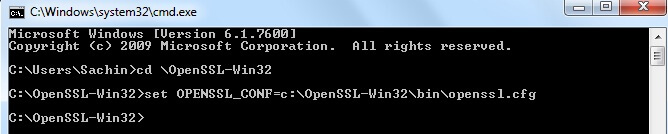 C:\Windows\system32\cmd.exe
Microsoft Windows [Version 6.1.7600]
Copyright (c) 2009 Microsoft Corporation.  All rights reserved.
C:\Users\Sachin>cd \OpenSSL-Win32
C:\OpenSSL-Win32>set OPENSSL_CONF=c:\OpenSSL-Win32\bin\openssl.cfg
C:\OpenSSL-Win32>